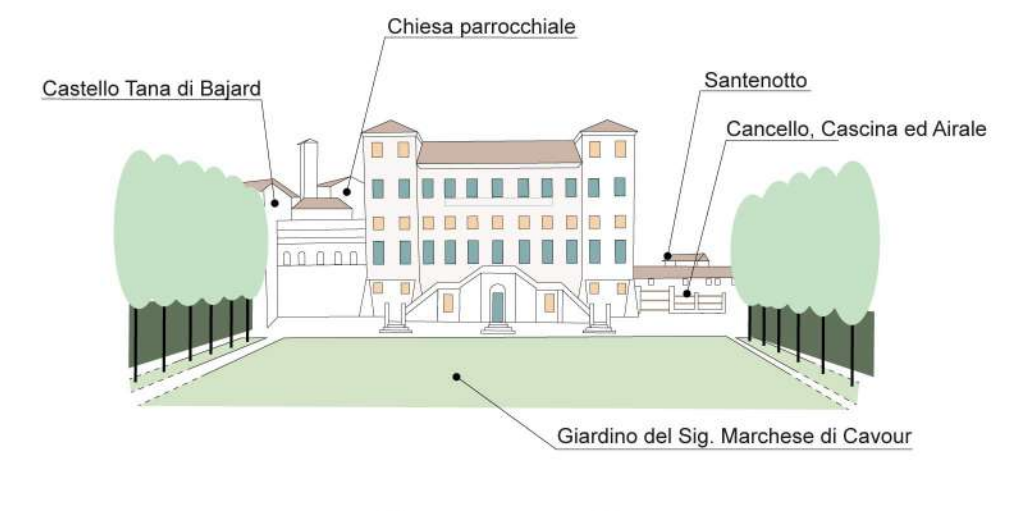 Chiesa parrocchiale
Castello Tana di Bajard
Santenotto
Cancello, Cascina ed Airale
Giardino del Sig. Marchese di Cavour